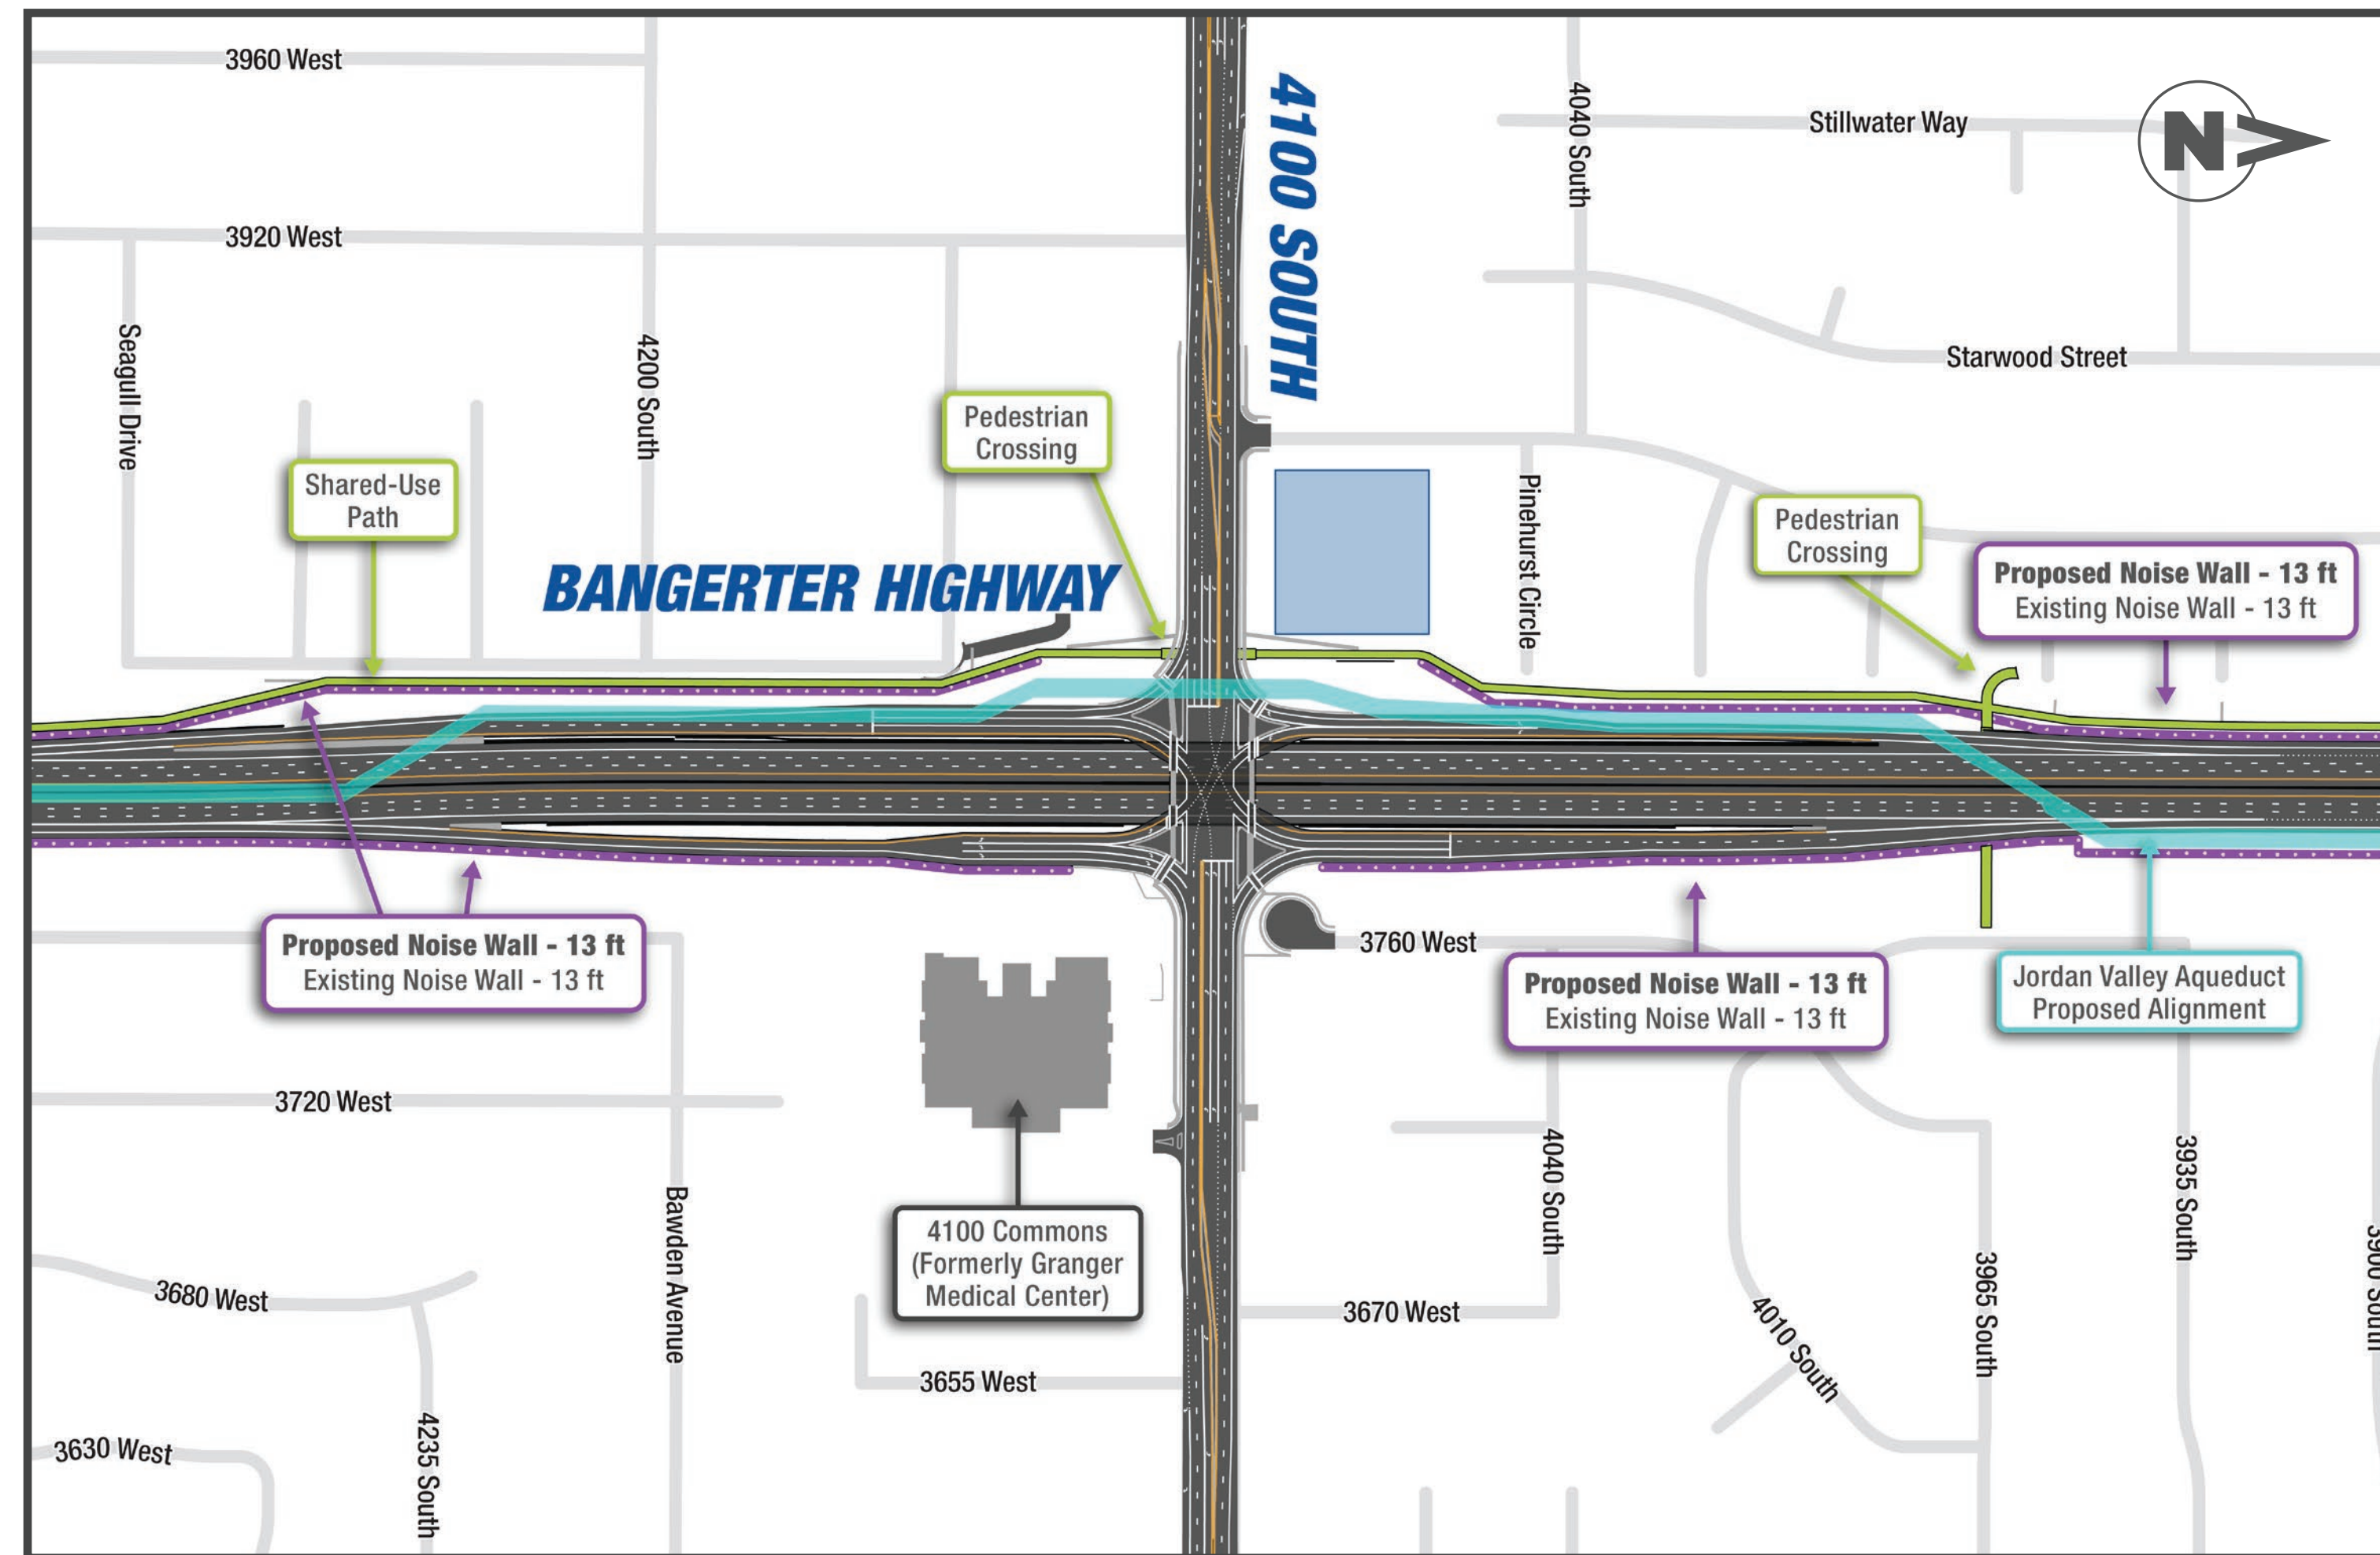 3960 West
4100 SOUTH
4040 South
Stillwater Way
N
3920 West
Seagull Drive
4200 South
Starwood Street
Pedestrian
Crossing
Shared-Use
Path
Pinehurst Circle
Pedestrian
Crossing
BANGERTER HIGHWAY
Proposed Noise Wall - 13 ft
Existing Noise Wall - 13 ft
Proposed Noise Wall - 13 ft
Existing Noise Wall - 13 ft
3760 West
Proposed Noise Wall - 13 ft
Existing Noise Wall - 13 ft
Jordan Valley Aqueduct
Proposed Alignment
3720 West
Bawden Avenue
4040 South
3935 South
4100 Commons
(Formerly Granger
Medical Center)
3680 West
3670 West
4010 South
3965 South
3900 South
3655 West
3630 West
4235 South